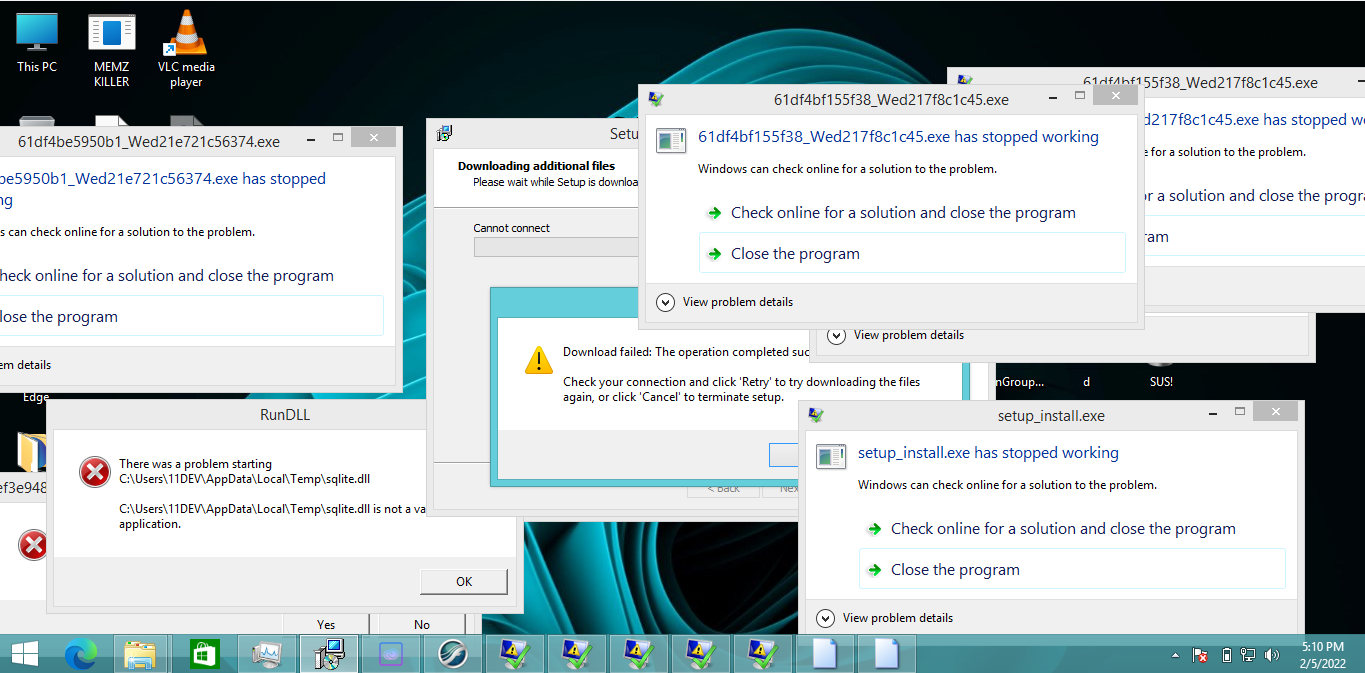 This PC
MEMZ
KILLER
VLC media
player
61df4be5950b1_Wed21e721c56374.exe
be5950b1_Wed21e721c56374.exe has stopped
ng
s can check online for a solution to the problem.
heck online for a solution and close the program
lose the program
em details
Edge
Setu
Downloading additional files
Please wait while Setup is downloa
Cannot connect
Download failed: The operation completed suc
Check your connection and click 'Retry' to try downloading the files
again, or click 'Cancel' to terminate setup.
< Back
Nex
61df4bf155f38_Wed217f8c1c45.exe
61df4bf155f38_Wed217f8c1c45.exe has stopped working
Windows can check online for a solution to the problem.
Check online for a solution and close the program
Close the program
View problem details
61df4bf155f38_Wed217f8c1c45.exe
d217f8c1c45.exe has stopped wo
e for a solution to the problem.
or a solution and close the progra
ram
View problem details
nGroup...
d
SUS!
RunDLL
There was a problem starting
C:\Users\11DEV\AppData\Local\Temp\sqlite.dll
C:\Users\11DEV\AppData\Local\Temp\sqlite.dll is not a va
application.
OK
ef3e948
Yes
No
setup_install.exe
setup_install.exe has stopped working
Windows can check online for a solution to the problem.
Check online for a solution and close the program
Close the program
View problem details
5:10 PM
2/5/2022